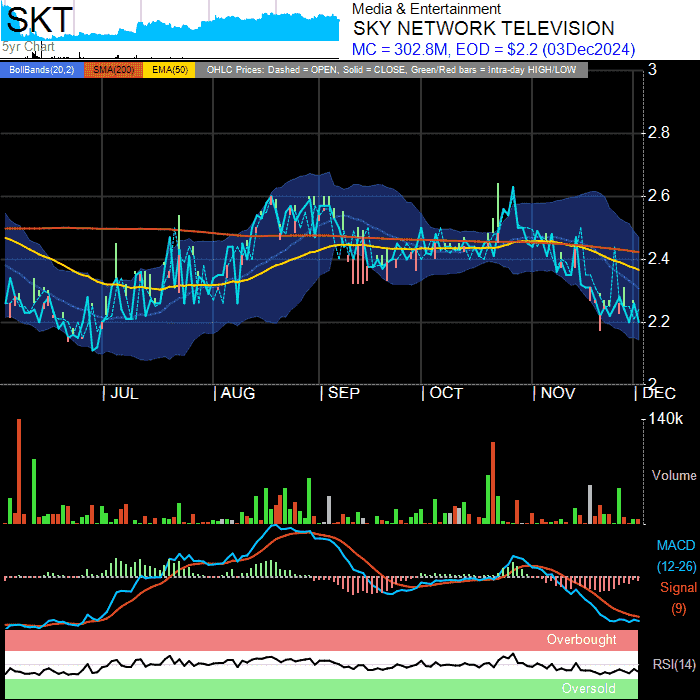 SKT
5yr Chart
Media & Entertainment
SKY NETWORK TELEVISION
MC = 302.8M, EOD = $2.2 (03Dec2024)
BollBands(20,2) SMA(200) EMA(50) OHLC Prices: Dashed = OPEN, Solid = CLOSE, Green/Red bars = Intra-day HIGH/LOW
3
2.8
2.6
2.4
2.2
2
JUL AUG SEP OCT NOV DEC
140k
Volume
MACD
(12-26)
Signal
(9)
Overbought
RSI(14)
Oversold